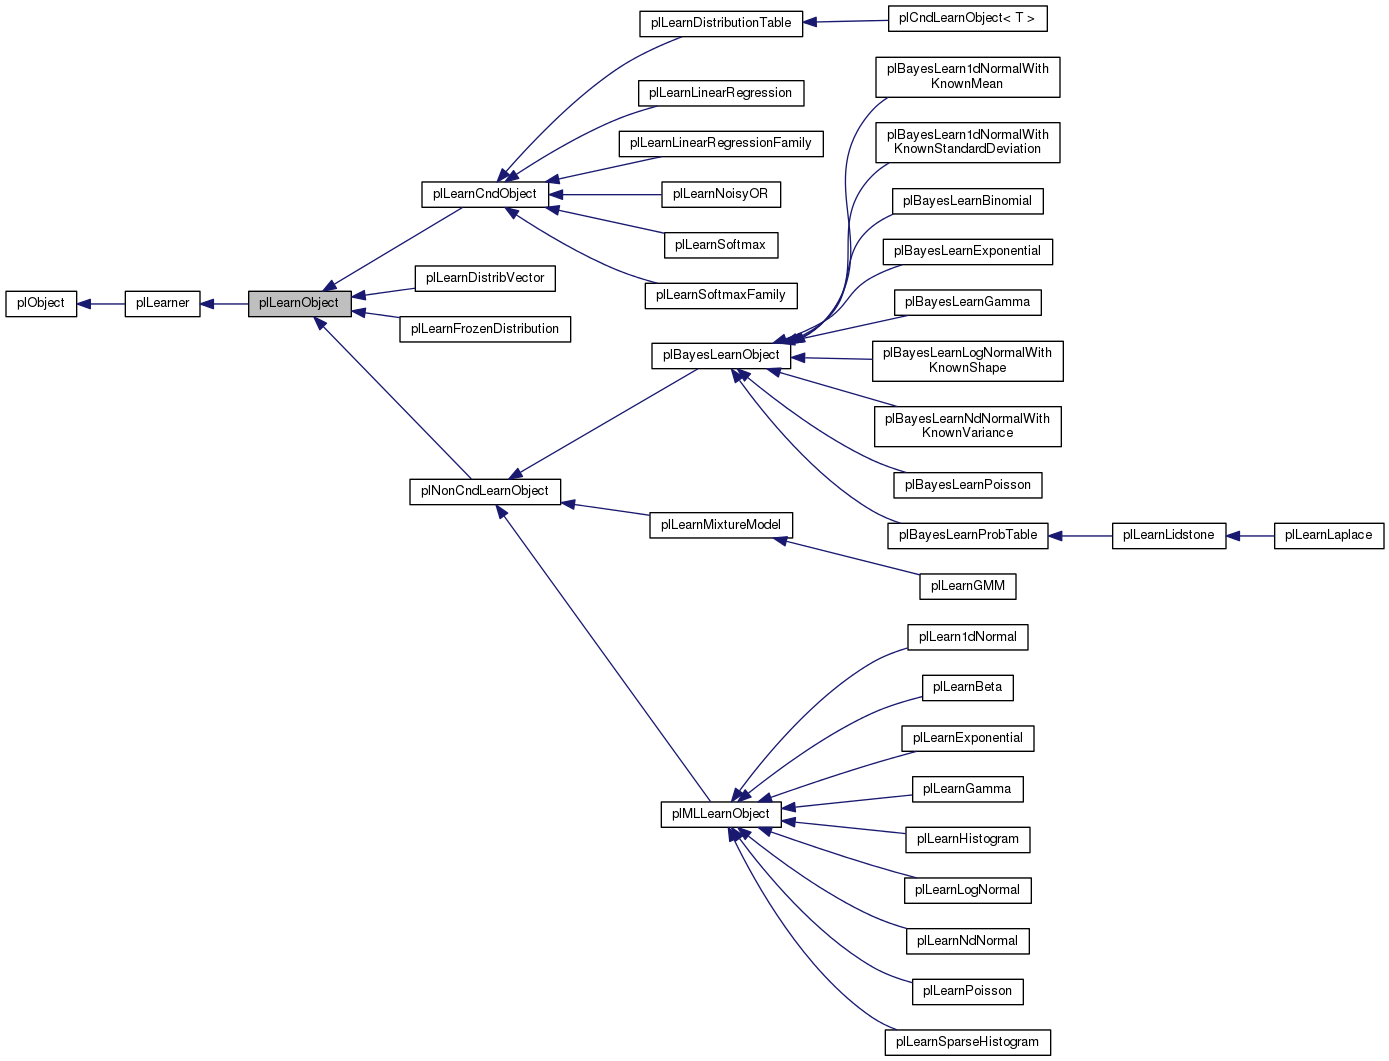 plObject
plLearner
plLearnObject
plLearnCndObject
plLearnDistribVector
plLearnFrozenDistribution
plNonCndLearnObject
plLearnDistributionTable
plLearnLinearRegression
plLearnLinearRegressionFamily
plLearnNoisyOR
plLearnSoftmax
plLearnSoftmaxFamily
plBayesLearnObject
plLearnMixtureModel
plMLLearnObject
plCndLearnObject< T >
plBayesLearn1dNormalWith
KnownMean
plBayesLearn1dNormalWith
KnownStandardDeviation
plBayesLearnBinomial
plBayesLearnExponential
plBayesLearnGamma
plBayesLearnLogNormalWith
KnownShape
plBayesLearnNdNormalWith
KnownVariance
plBayesLearnPoisson
plBayesLearnProbTable
plLearnLidstone
plLearnLaplace
plLearnGMM
plLearn1dNormal
plLearnBeta
plLearnExponential
plLearnGamma
plLearnHistogram
plLearnLogNormal
plLearnNdNormal
plLearnPoisson
plLearnSparseHistogram